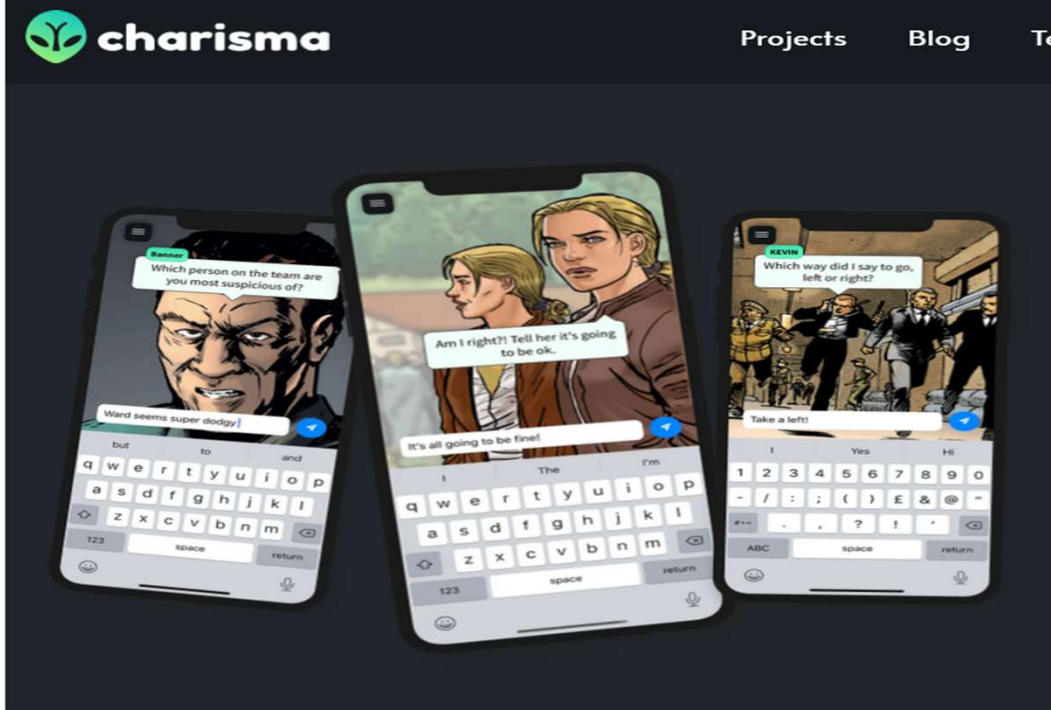 charisma
Projects Blog Te
Banner
Which person on the team are
you most suspicious of?
Ward seems super dodgy
but to and
q w e r t y u i o p
a s d f g h j k l
z x c v b n m
123 space return
Am I right?! Tell her it's going
to be ok.
It's all going to be fine!
I The I'm
q w e r t y u i o p
a s d f g h j k l
z x c v b n m
123 space return
KEVIN
Which way did I say to go,
left or right?
Take a left!
I Yes Hi
1 2 3 4 5 6 7 8 9 0
- / : ; ( ) £ & @ "
#+= . , ? ! '
ABC space return